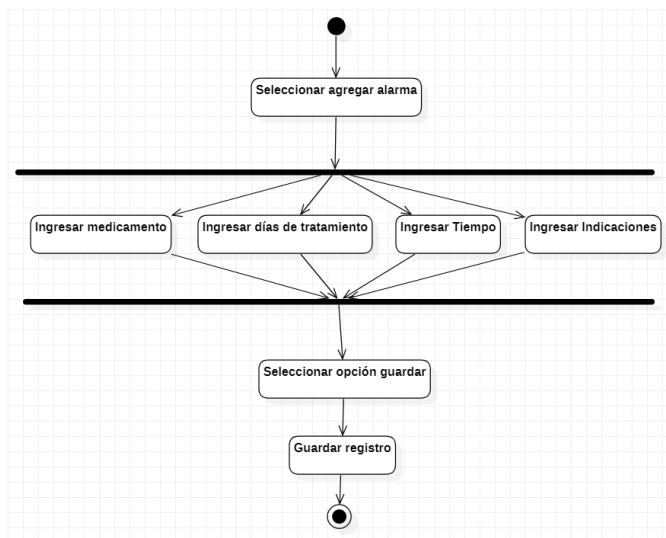 Seleccionar agregar alarma
Ingresar medicamento
Ingresar días de tratamiento
Ingresar Tiempo
Ingresar Indicaciones
Seleccionar opción guardar
Guardar registro